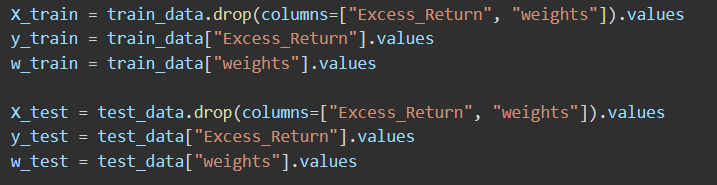 X_train = train_data.drop(columns=["Excess_Return", "weights"]).values
y_train = train_data["Excess_Return"].values
w_train = train_data["weights"].values
X_test = test_data.drop(columns=["Excess_Return", "weights"]).values
y_test = test_data["Excess_Return"].values
w_test = test_data["weights"].values